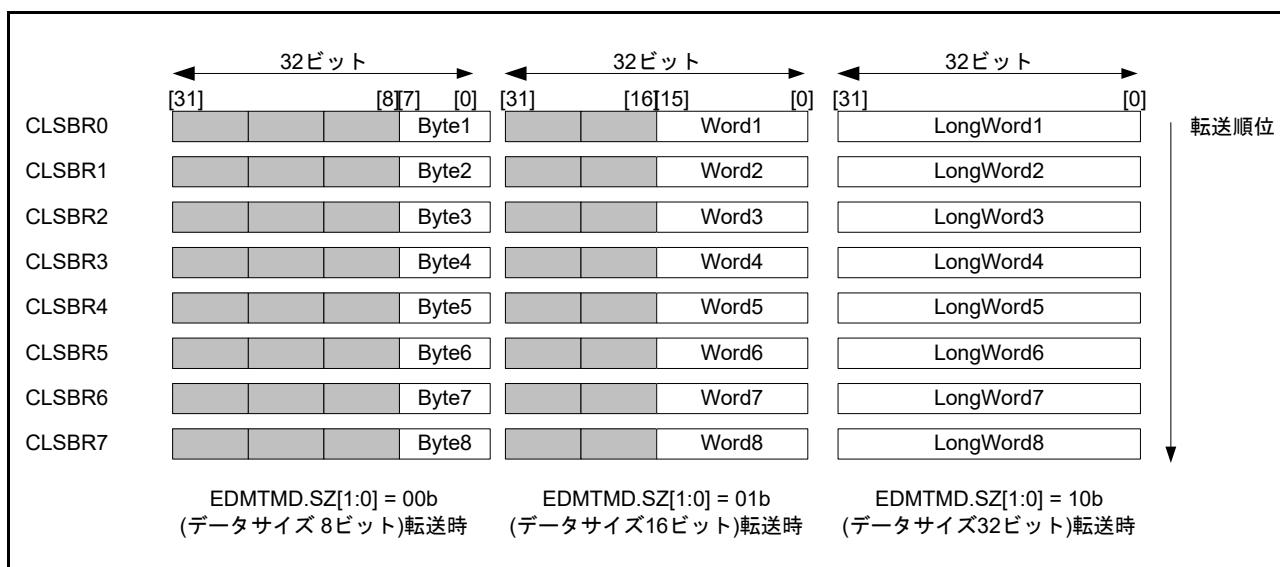 32ビット 32ビット 32ビット
[31] [8][7] [0] [31] [16][15] [0] [31] [0]
CLSBR0 Byte1 Word1 LongWord1 転送順位
CLSBR1 Byte2 Word2 LongWord2
CLSBR2 Byte3 Word3 LongWord3
CLSBR3 Byte4 Word4 LongWord4
CLSBR4 Byte5 Word5 LongWord5
CLSBR5 Byte6 Word6 LongWord6
CLSBR6 Byte7 Word7 LongWord7
CLSBR7 Byte8 Word8 LongWord8
EDMTMD.SZ[1:0] = 00b EDMTMD.SZ[1:0] = 01b EDMTMD.SZ[1:0] = 10b
(データサイズ 8ビット)転送時 (データサイズ16ビット)転送時 (データサイズ32ビット)転送時